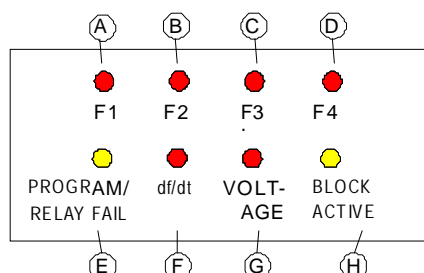 A B C D
F1 F2 F3 F4
PROGRAM/ df/dt VOLT- BLOCK
RELAY FAIL AGE ACTIVE
E F G H